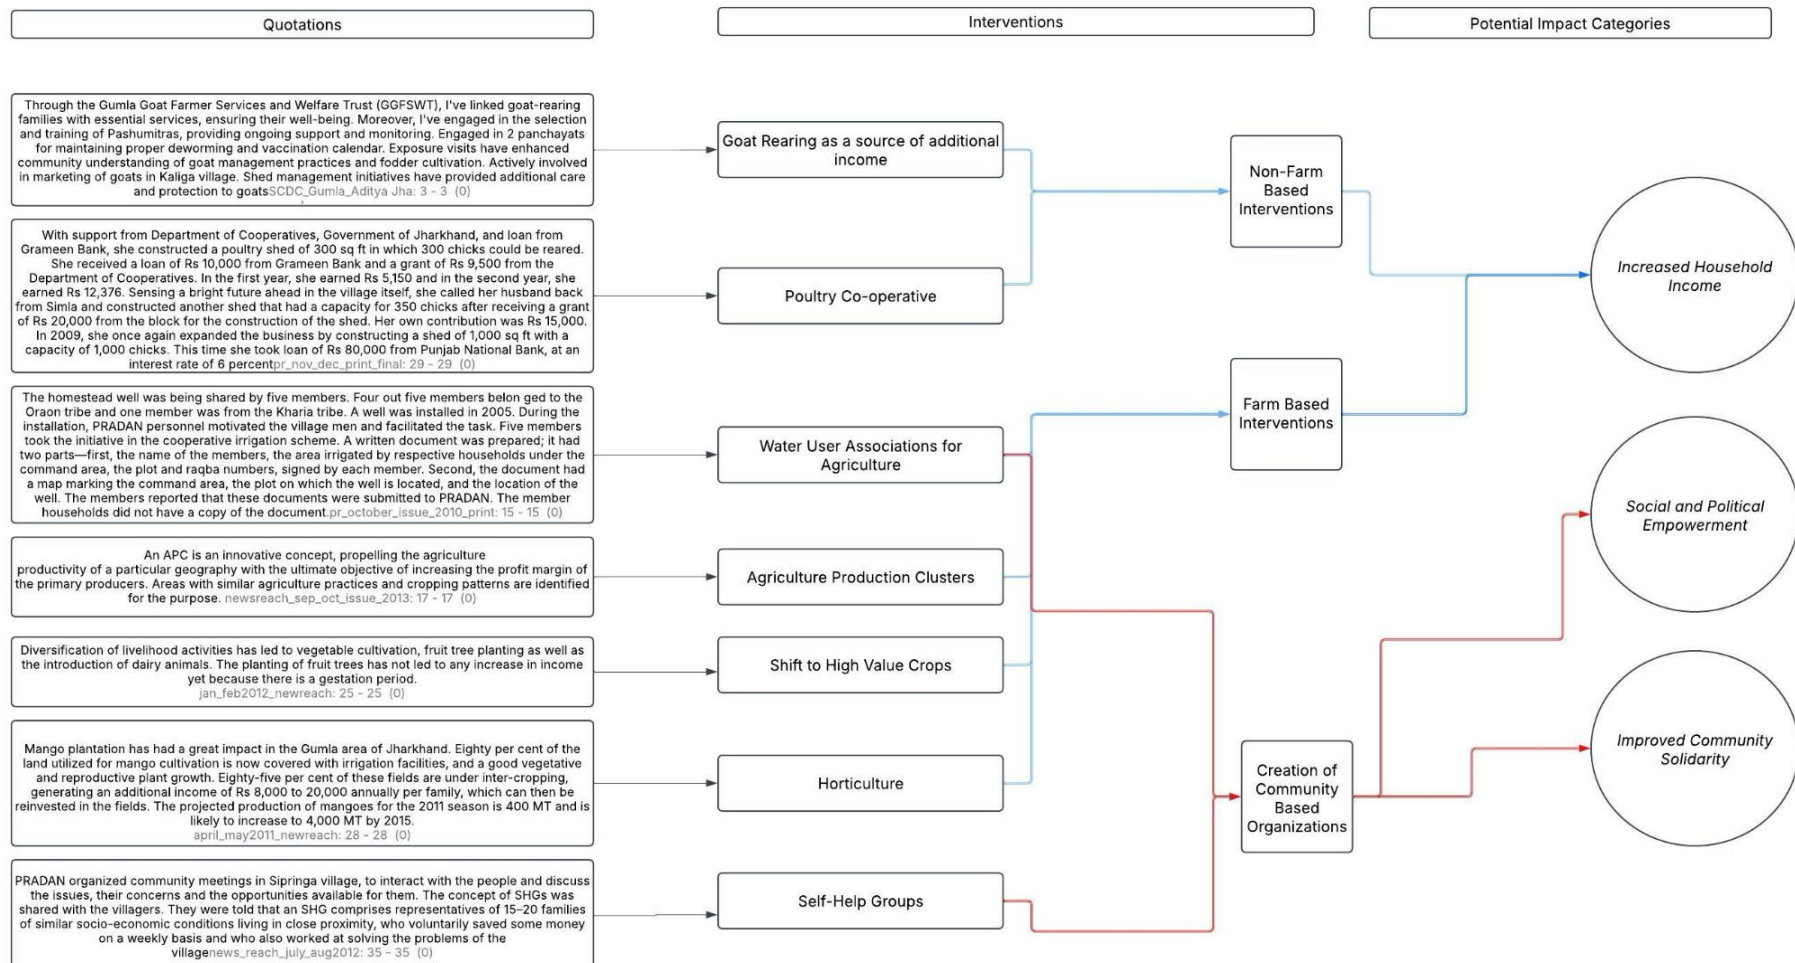 Quotations
Interventions
Potential Impact Categories
Through the Gumla Goat Farmer Services and Welfare Trust (GGFSWT), I've linked goat-rearing
families with essential services, ensuring their well-being. Moreover, I've engaged in the selection
and training of Pashumitras, providing ongoing support and monitoring. Engaged in 2 panchayats
for maintaining proper deworming and vaccination calendar. Exposure visits have enhanced
community understanding of goat management practices and fodder cultivation. Actively involved
in marketing of goats in Kaliga village. Shed management initiatives have provided additional care
and protection to goatsSCDC_Gumla_Aditya Jha: 3 - 3 (0)
With support from Department of Cooperatives, Government of Jharkhand, and loan from
Grameen Bank, she constructed a poultry shed of 300 sq ft in which 300 chicks could be reared.
She received a loan of Rs 10,000 from Grameen Bank and a grant of Rs 9,500 from the
Department of Cooperatives. In the first year, she earned Rs 5,150 and in the second year, she
earned Rs 12,376. Sensing a bright future ahead in the village itself, she called her husband back
from Simla and constructed another shed that had a capacity for 350 chicks after receiving a grant
of Rs 20,000 from the block for the construction of the shed. Her own contribution was Rs 15,000.
In 2009, she once again expanded the business by constructing a shed of 1,000 sq ft with a
capacity of 1,000 chicks. This time she took loan of Rs 80,000 from Punjab National Bank, at an
interest rate of 6 percentpr_nov_dec_print_final: 29 - 29 (0)
The homestead well was being shared by five members. Four out five members belon ged to the
Oraon tribe and one member was from the Kharia tribe. A well was installed in 2005. During the
installation, PRADAN personnel motivated the village men and facilitated the task. Five members
took the initiative in the cooperative irrigation scheme. A written document was prepared; it had
two parts—first, the name of the members, the area irrigated by respective households under the
command area, the plot and raqba numbers, signed by each member. Second, the document had
a map marking the command area, the plot on which the well is located, and the location of the
well. The members reported that these documents were submitted to PRADAN. The member
households did not have a copy of the document.pr_october_issue_2010_print: 15 - 15 (0)
An APC is an innovative concept, propelling the agriculture
productivity of a particular geography with the ultimate objective of increasing the profit margin of
the primary producers. Areas with similar agriculture practices and cropping patterns are identified
for the purpose. newsreach_sep_oct_issue_2013: 17 - 17 (0)
Diversification of livelihood activities has led to vegetable cultivation, fruit tree planting as well as
the introduction of dairy animals. The planting of fruit trees has not led to any increase in income
yet because there is a gestation period.
jan_feb2012_newreach: 25 - 25 (0)
Mango plantation has had a great impact in the Gumla area of Jharkhand. Eighty per cent of the
land utilized for mango cultivation is now covered with irrigation facilities, and a good vegetative
and reproductive plant growth. Eighty-five per cent of these fields are under inter-cropping,
generating an additional income of Rs 8,000 to 20,000 annually per family, which can then be
reinvested in the fields. The projected production of mangoes for the 2011 season is 400 MT and is
likely to increase to 4,000 MT by 2015.
april_may2011_newreach: 28 - 28 (0)
PRADAN organized community meetings in Sipringa village, to interact with the people and discuss
the issues, their concerns and the opportunities available for them. The concept of SHGs was
shared with the villagers. They were told that an SHG comprises representatives of 15–20 families
of similar socio-economic conditions living in close proximity, who voluntarily saved some money
on a weekly basis and who also worked at solving the problems of the
villagenews_reach_july_aug2012: 35 - 35 (0)
Goat Rearing as a source of additional
income
Poultry Co-operative
Water User Associations for
Agriculture
Agriculture Production Clusters
Shift to High Value Crops
Horticulture
Self-Help Groups
Non-Farm
Based
Interventions
Farm Based
Interventions
Creation of
Community
Based
Organizations
Increased Household
Income
Social and Political
Empowerment
Improved Community
Solidarity